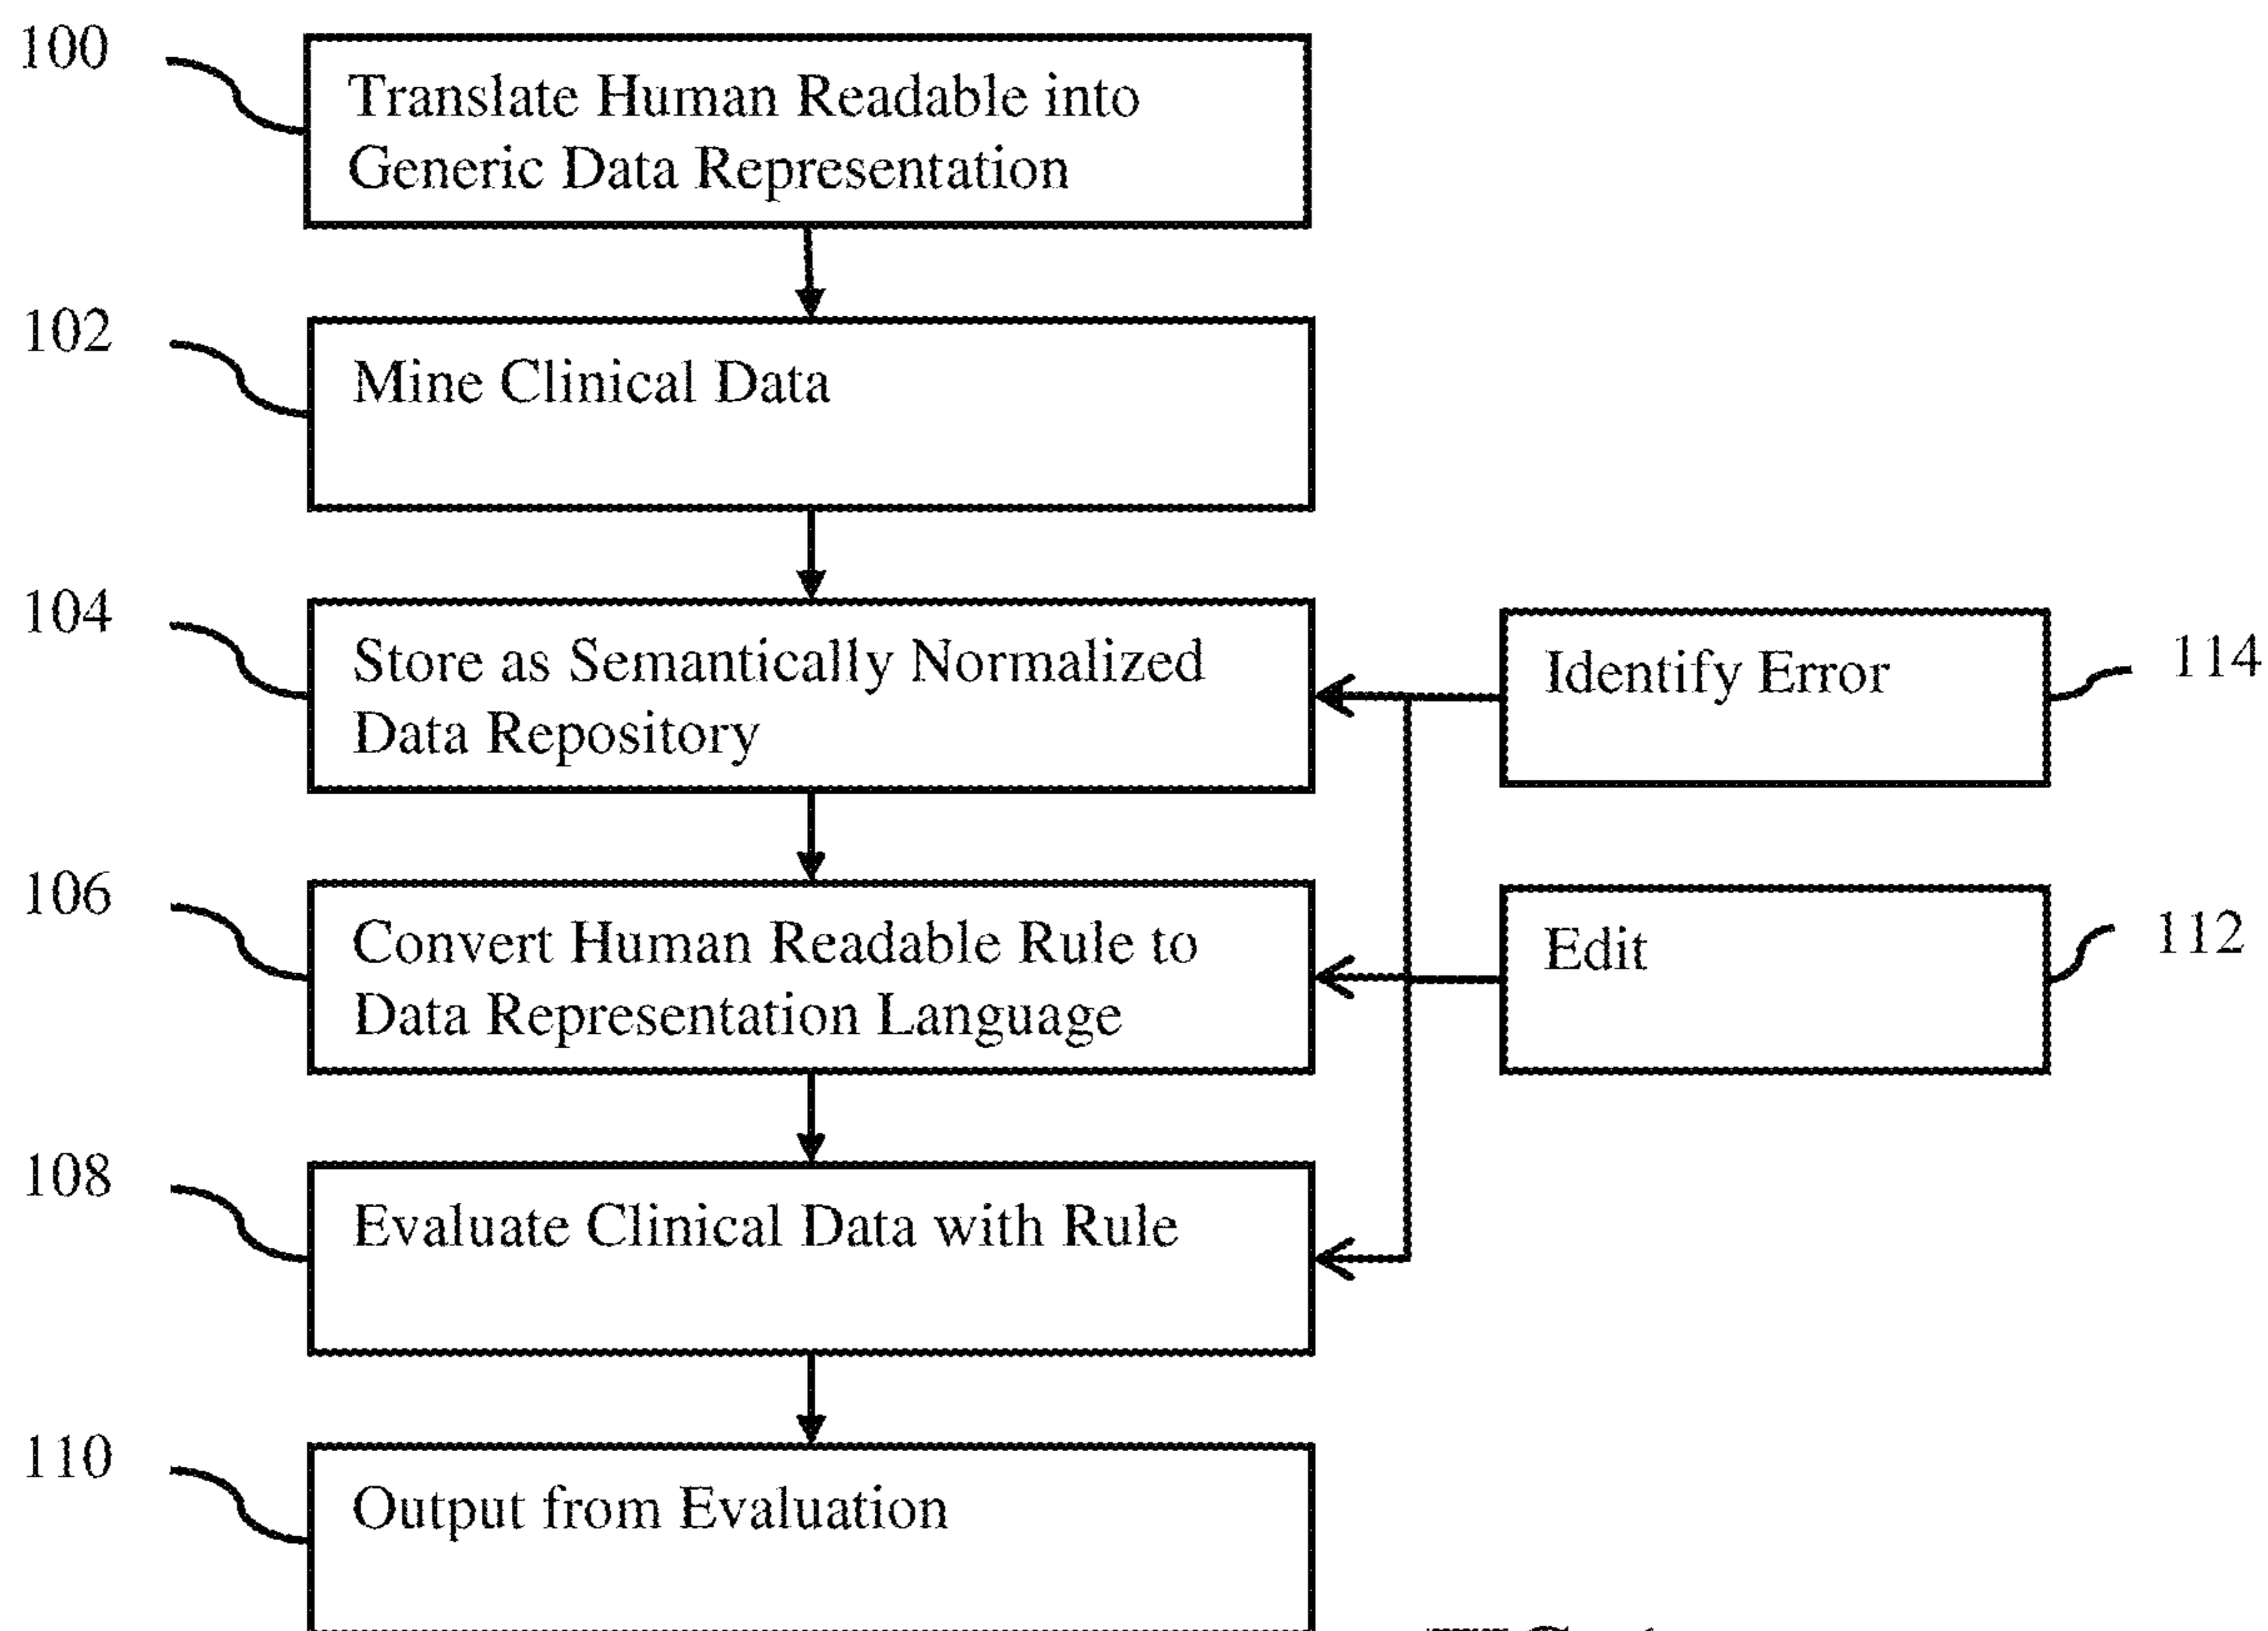 100
Translate Human Readable into
Generic Data Representation
102
Mine Clinical Data
104
Store as Semantically Normalized
Data Repository
Identify Error
114
106
Convert Human Readable Rule to
Data Representation Language
Edit
112
108
Evaluate Clinical Data with Rule
110
Output from Evaluation